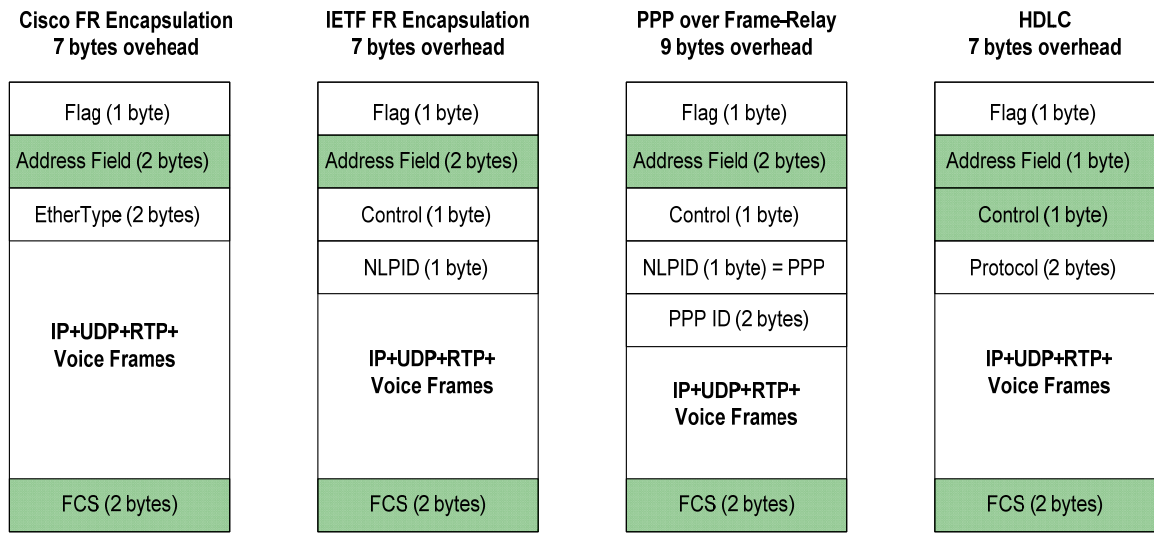 Cisco FR Encapsulation
7 bytes ovehead
Flag (1 byte)
Address Field (2 bytes)
EtherType (2 bytes)
IP+UDP+RTP+
Voice Frames
FCS (2 bytes)
IETF FR Encapsulation
7 bytes overhead
Flag (1 byte)
Address Field (2 bytes)
Control (1 byte)
NLPID (1 byte)
IP+UDP+RTP+
Voice Frames
FCS (2 bytes)
PPP over Frame-Relay
9 bytes overhead
Flag (1 byte)
Address Field (2 bytes)
Control (1 byte)
NLPID (1 byte) = PPP
PPP ID (2 bytes)
IP+UDP+RTP+
Voice Frames
FCS (2 bytes)
HDLC
7 bytes overhead
Flag (1 byte)
Address Field (1 byte)
Control (1 byte)
Protocol (2 bytes)
IP+UDP+RTP+
Voice Frames
FCS (2 bytes)